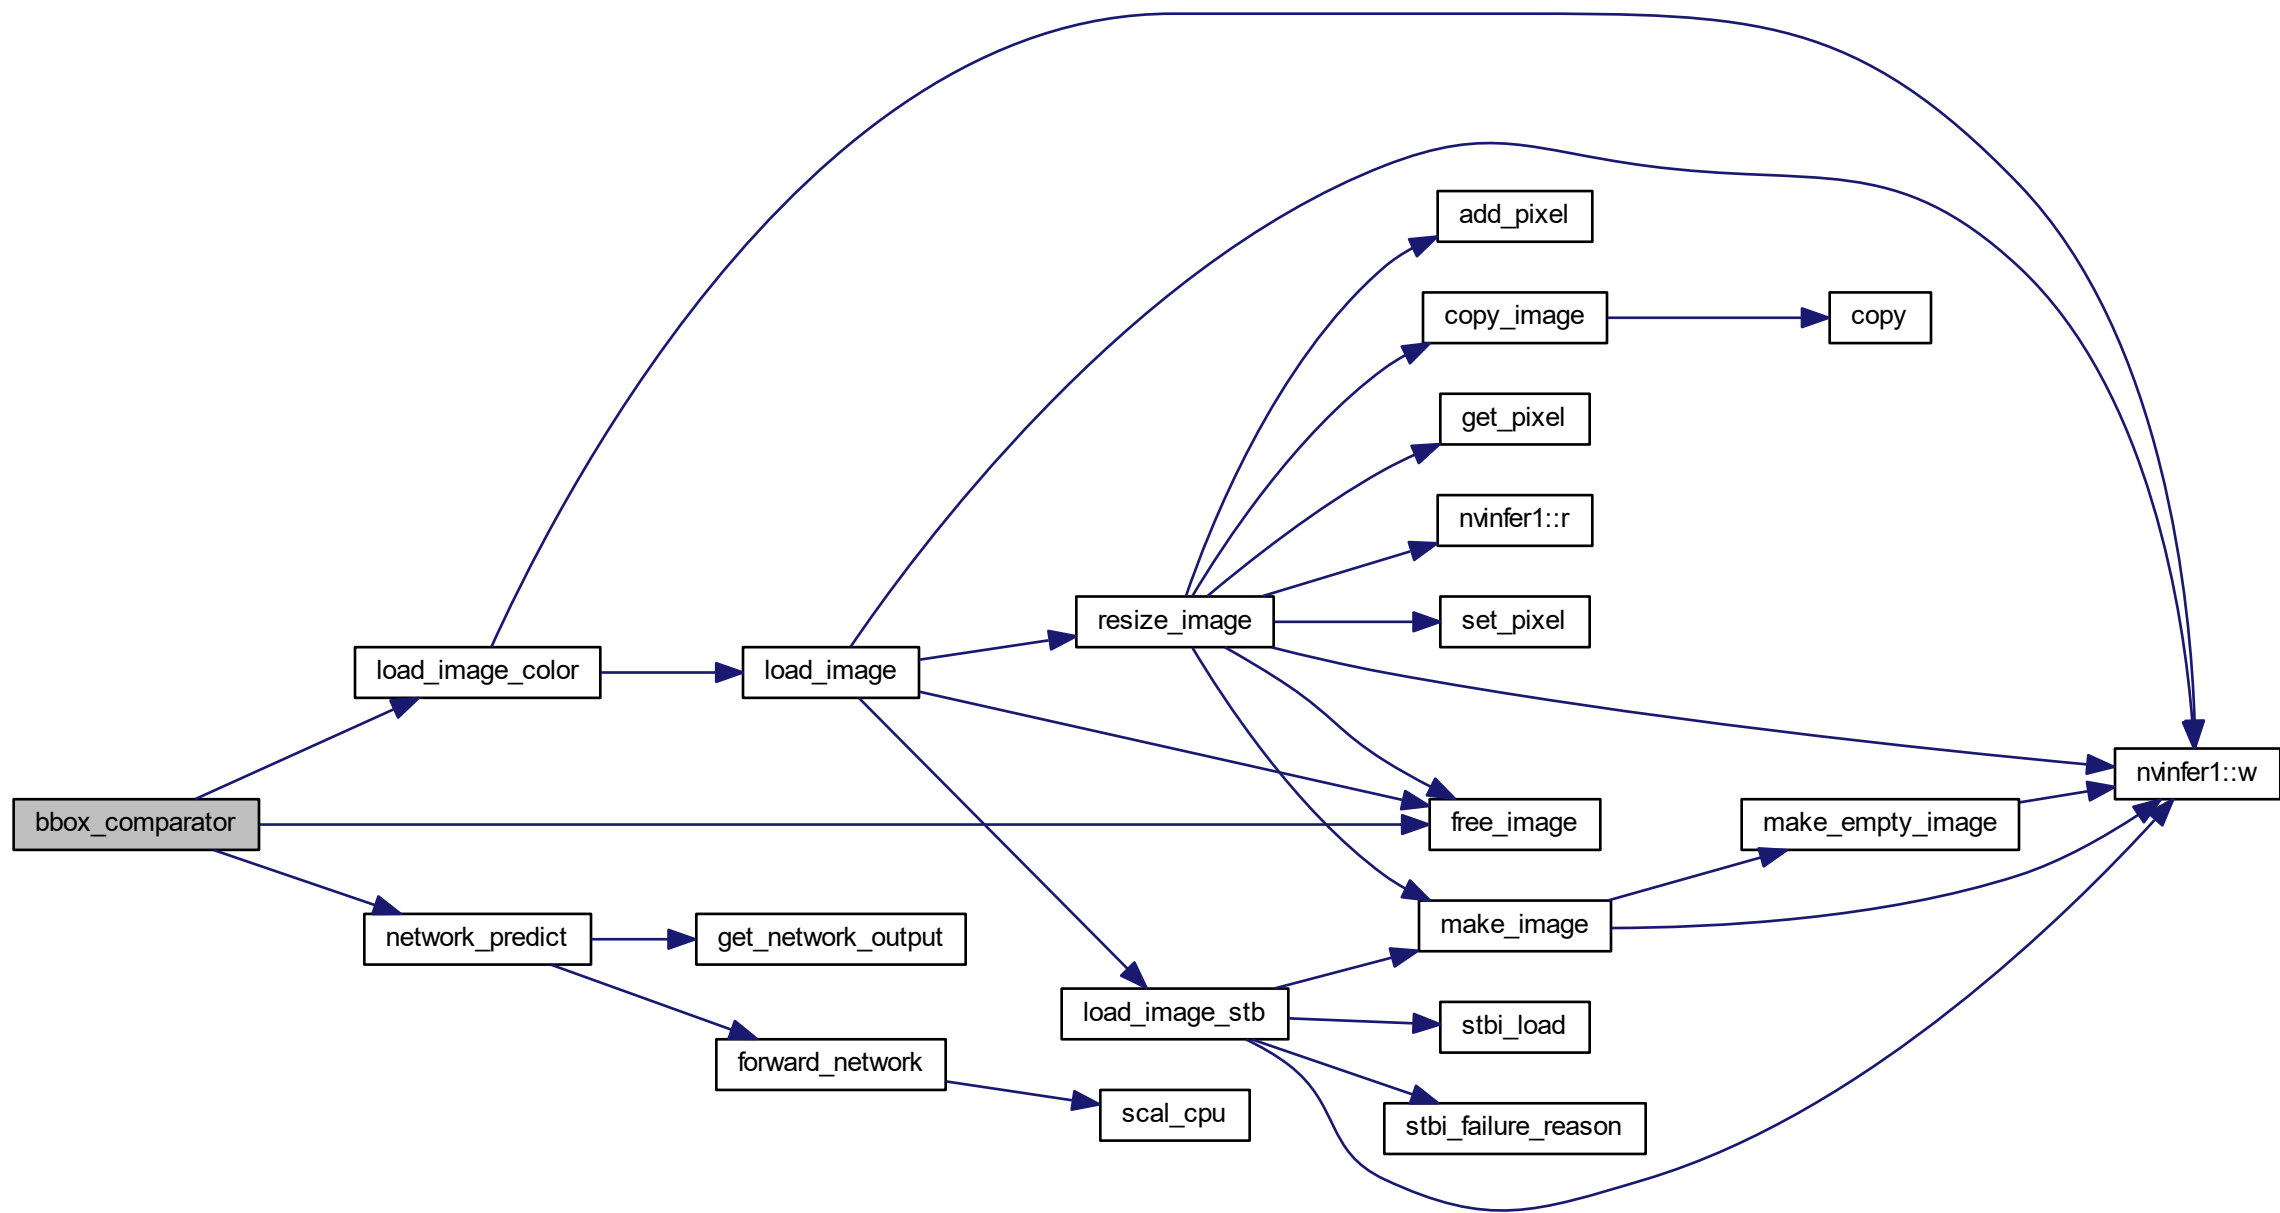 add_pixel
copy_image
copy
get_pixel
nvinfer1::r
resize_image
set_pixel
load_image_color
load_image
nvinfer1::w
bbox_comparator
free_image
make_empty_image
network_predict
get_network_output
make_image
load_image_stb
stbi_load
forward_network
scal_cpu
stbi_failure_reason